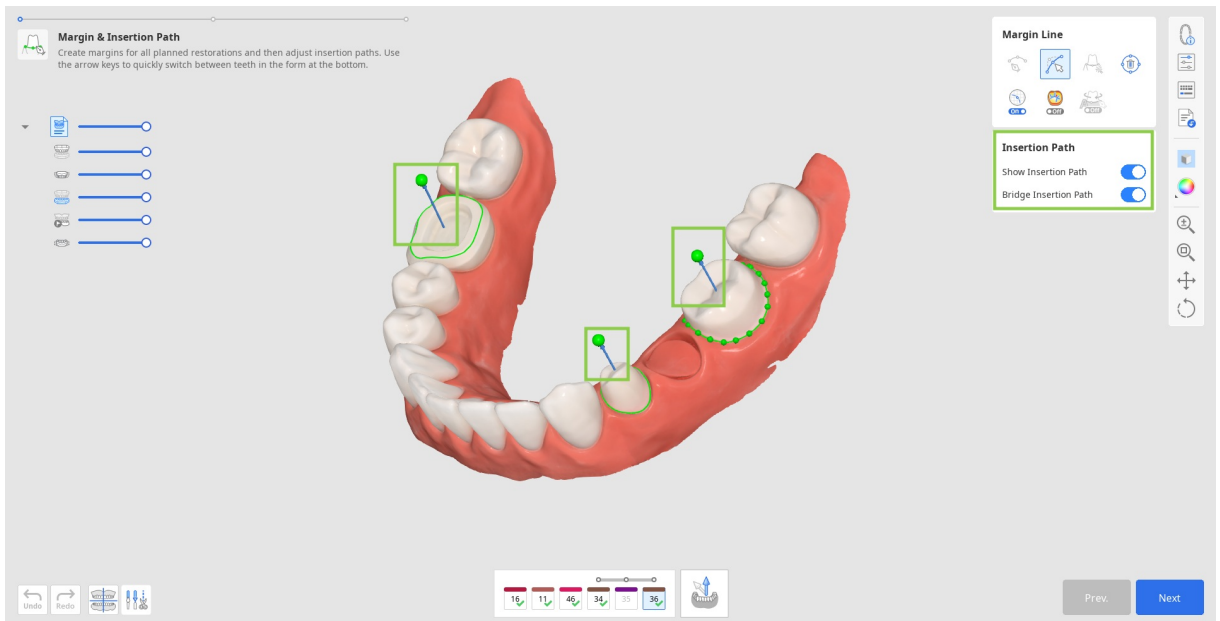 Margin & Insertion Path
Create margins for all planned restorations and then adjust insertion paths. Use
the arrow keys to quickly switch between teeth in the form at the bottom.
Margin Line
On
Off
Insertion Path
Show Insertion Path
Bridge Insertion Path
Undo
Redo
16
11
46
34
35
36
Prev.
Next